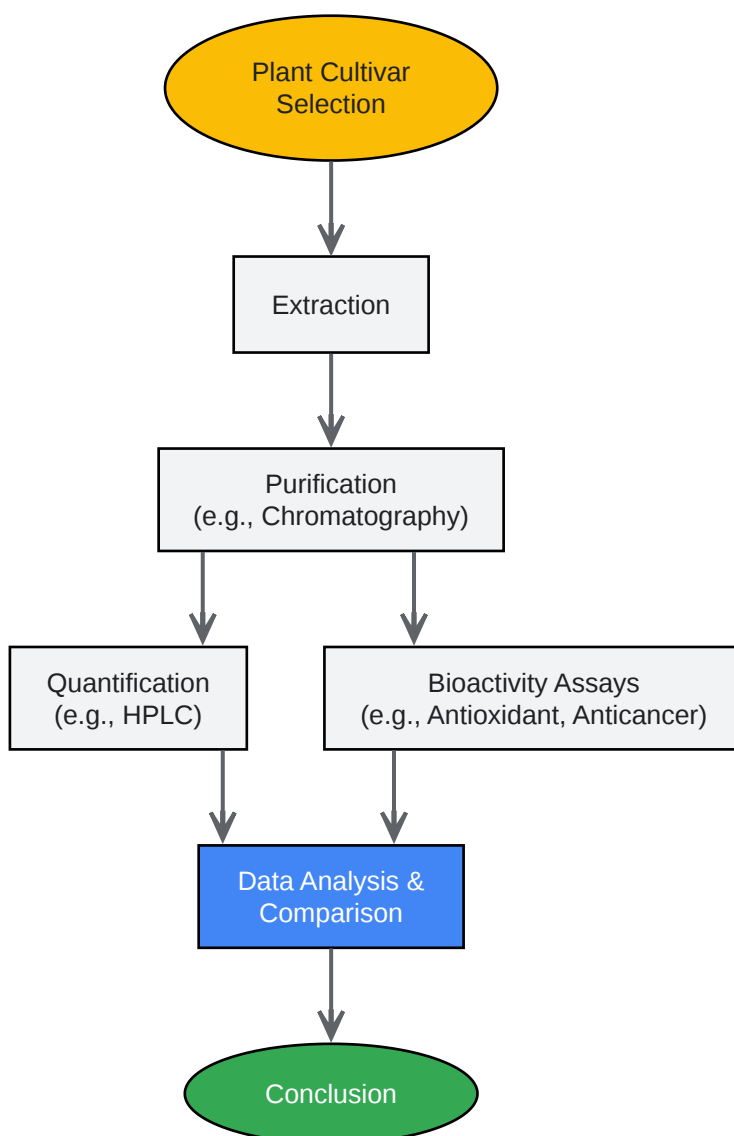 Plant Cultivar
Selection
Extraction
Purification
(e.g., Chromatography)
Quantification
(e.g., HPLC)
Bioactivity Assays
(e.g., Antioxidant, Anticancer)
Data Analysis &
Comparison
Conclusion